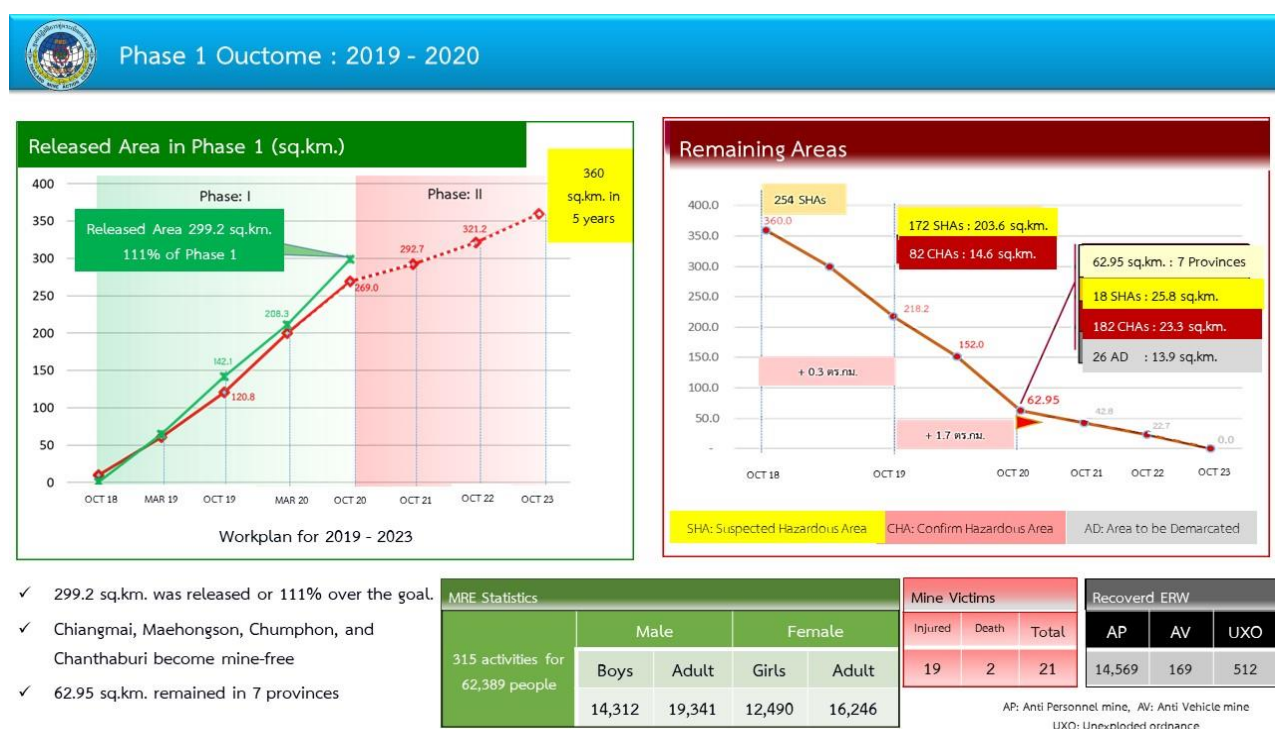 Phase 1 Ouctome : 2019 - 2020
Released Area in Phase 1 (sq.km.)
360
sq.km. in
5 years
400
350
300
250
200
150
100
50
0
Phase: I
Phase: II
Released Area 299.2 sq.km.
111% of Phase 1
321.2
292.7
269.0
208.3
142.1
120.8
OCT 18
MAR 19
OCT 19
MAR 20
OCT 20
OCT 21
OCT 22
OCT 23
Workplan for 2019 - 2023
Remaining Areas
400.0
350.0
300.0
250.0
200.0
150.0
100.0
50.0
-
254 SHAs
360.0
172 SHAs : 203.6 sq.km.
82 CHAs : 14.6 sq.km.
62.95 sq.km. : 7 Provinces
18 SHAs : 25.8 sq.km.
182 CHAs : 23.3 sq.km.
26 AD : 13.9 sq.km.
218.2
152.0
+ 0.3 ตร.กม.
62.95
+ 1.7 ตร.กม.
42.8
22.7
0.0
OCT 18
OCT 19
OCT 20
OCT 21
OCT 22
OCT 23
SHA: Suspected Hazardous Area
CHA: Confirm Hazardous Area
AD: Area to be Demarcated
✓ 299.2 sq.km. was released or 111% over the goal.
✓ Chiangmai, Maehongson, Chumphon, and
Chanthaburi become mine-free
✓ 62.95 sq.km. remained in 7 provinces
MRE Statistics
315 activities for
62,389 people
Male
Female
Boys
Adult
Girls
Adult
14,312
19,341
12,490
16,246
Mine Victims
Injured
Death
Total
19
2
21
Recoverd ERW
AP
AV
UXO
14,569
169
512
AP: Anti Personnel mine, AV: Anti Vehicle mine
UXO: Unexploded ordnance